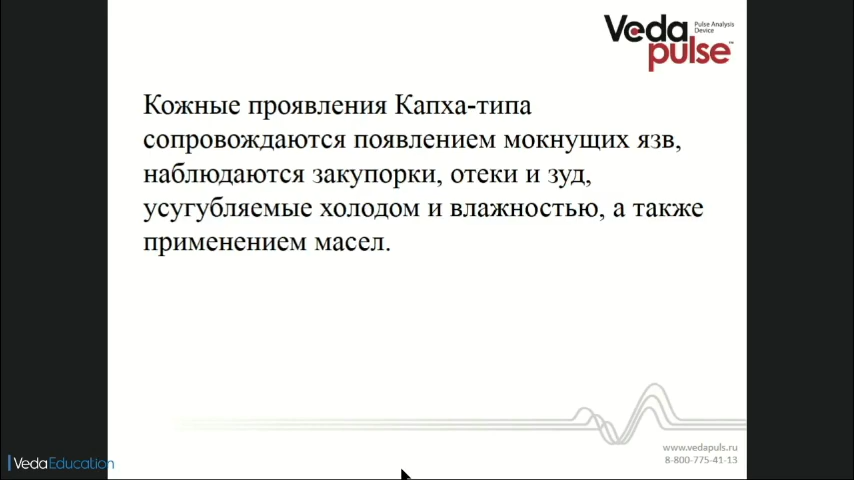 Veda Pulse Analysis
Device
pulse™
Кожные проявления Капха-типа
сопровождаются появлением мокнущих язв,
наблюдаются закупорки, отеки и зуд,
усугубляемые холодом и влажностью, а также
применением масел.
www.vedapuls.ru
8-800-775-41-13
VedaEducation